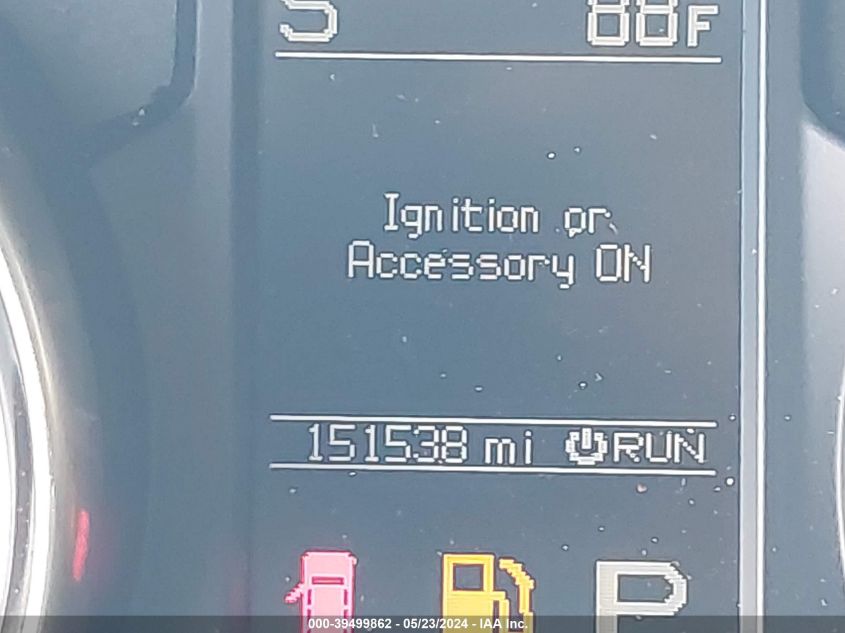 S 88F
Ignition or
Accessory ON
151538 mi RUN
P
000-39499862 - 05/23/2024 - IAA Inc.